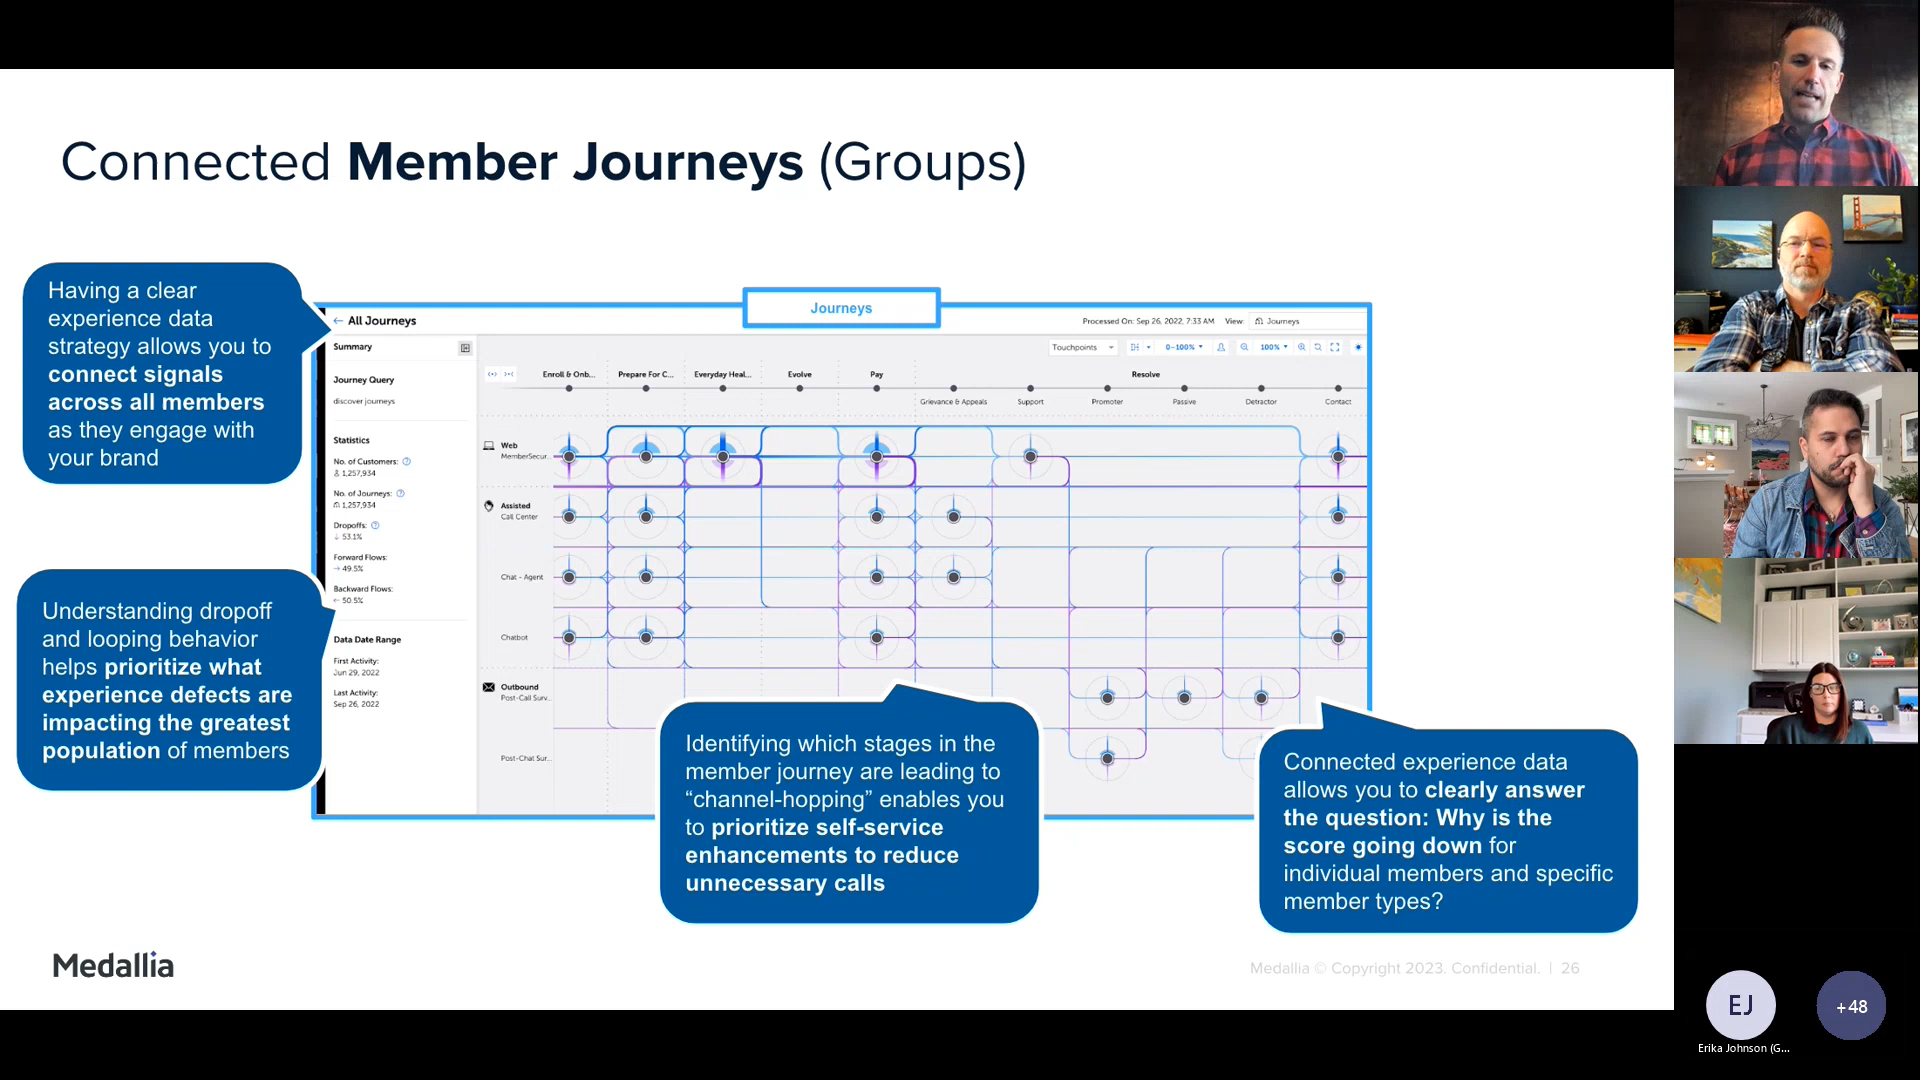 Connected Member Journeys (Groups)
Having a clear
experience data
strategy allows you to
connect signals
across all members
as they engage with
your brand
Understanding dropoff
and looping behavior
helps prioritize what
experience defects are
impacting the greatest
population of members
Journeys
← All Journeys
Processed On: Sep 26, 2022, 7:33 AM View: Journeys
Summary
Touchpoints
0-100%
100%
Journey Query
discover journeys
Statistics
No. of Customers:
1,257,934
No. of Journeys:
1,257,934
Dropoffs:
↓ 53.1%
Forward Flows:
→ 49.5%
Backward Flows:
← 50.5%
Data Date Range
First Activity:
Jun 29, 2022
Last Activity:
Sep 26, 2022
Enroll & Onb... Prepare For C... Everyday Heal... Evolve Pay Resolve
Grievance & Appeals Support Promoter Passive Detractor Contact
Web
MemberSecur...
Assisted
Call Center
Chat - Agent
Chatbot
Outbound
Post-Call Surv...
Post-Chat Sur...
Identifying which stages in the
member journey are leading to
“channel-hopping” enables you
to prioritize self-service
enhancements to reduce
unnecessary calls
Connected experience data
allows you to clearly answer
the question: Why is the
score going down for
individual members and specific
member types?
Medallia
Medallia © Copyright 2023. Confidential. | 26
EJ
+48
Erika Johnson (G...